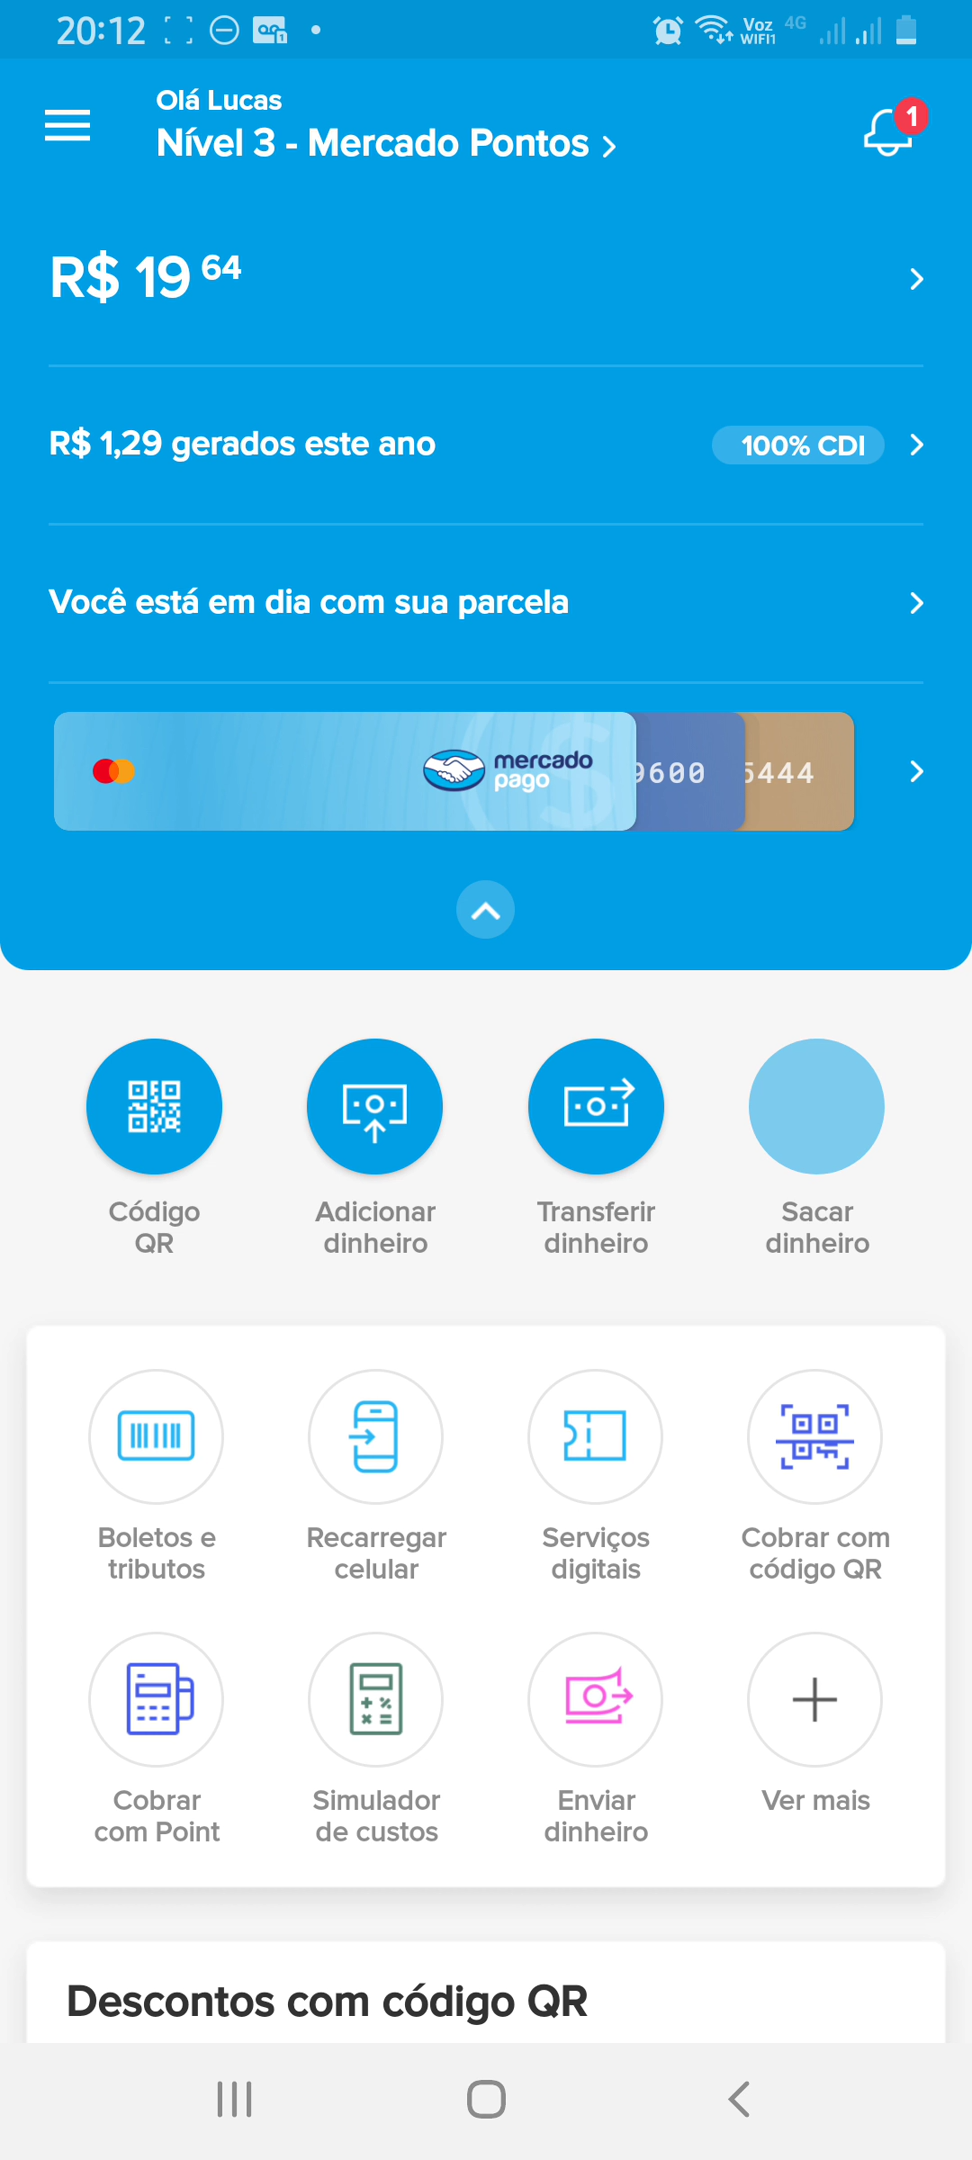 20:12
Voz
WIFI1
4G
Olá Lucas
Nível 3 - Mercado Pontos
1
R$ 19 64
R$ 1,29 gerados este ano
100% CDI
Você está em dia com sua parcela
mercado
pago
9600
5444
Código
QR
Adicionar
dinheiro
Transferir
dinheiro
Sacar
dinheiro
Boletos e
tributos
Recarregar
celular
Serviços
digitais
Cobrar com
código QR
Cobrar
com Point
Simulador
de custos
Enviar
dinheiro
Ver mais
Descontos com código QR